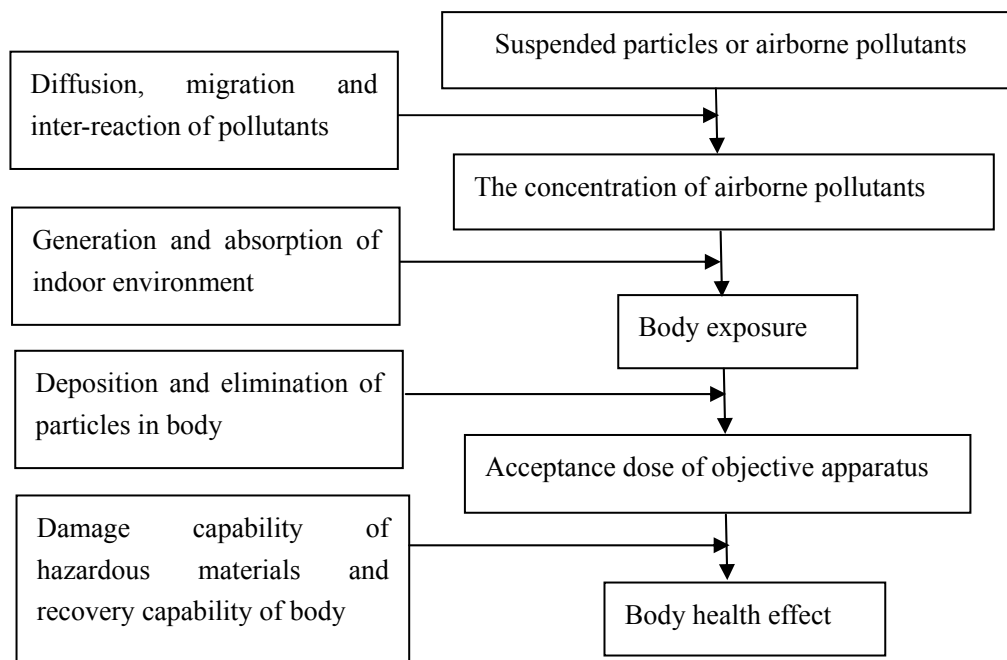 Suspended particles or airborne pollutants
Diffusion, migration and
inter-reaction of pollutants
The concentration of airborne pollutants
Generation and absorption of
indoor environment
Body exposure
Deposition and elimination of
particles in body
Acceptance dose of objective apparatus
Damage capability of
hazardous materials and
recovery capability of body
Body health effect